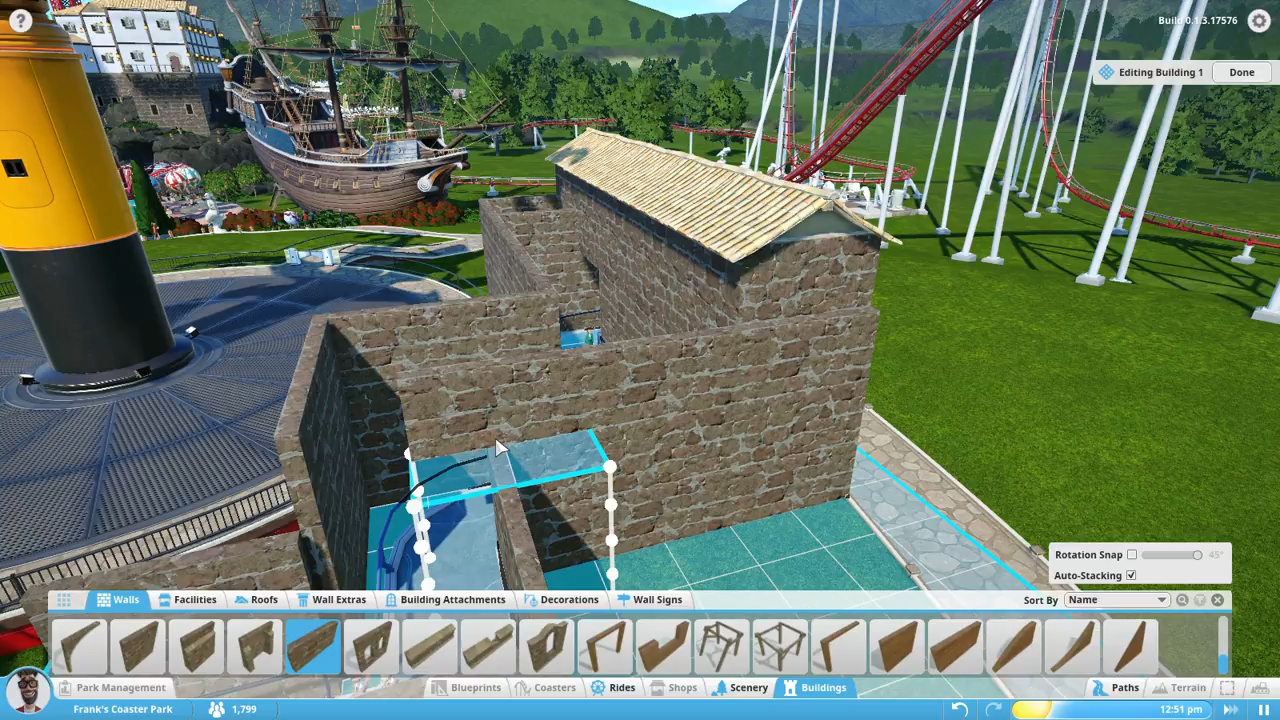 ?
Build 0.1.3.17576
Editing Building 1 Done
Rotation Snap 45°
Auto-Stacking
Walls Facilities Roofs Wall Extras Building Attachments Decorations Wall Signs Sort By Name
Park Management Blueprints Coasters Rides Shops Scenery Buildings Paths Terrain
Frank's Coaster Park 1,799 12:51 pm